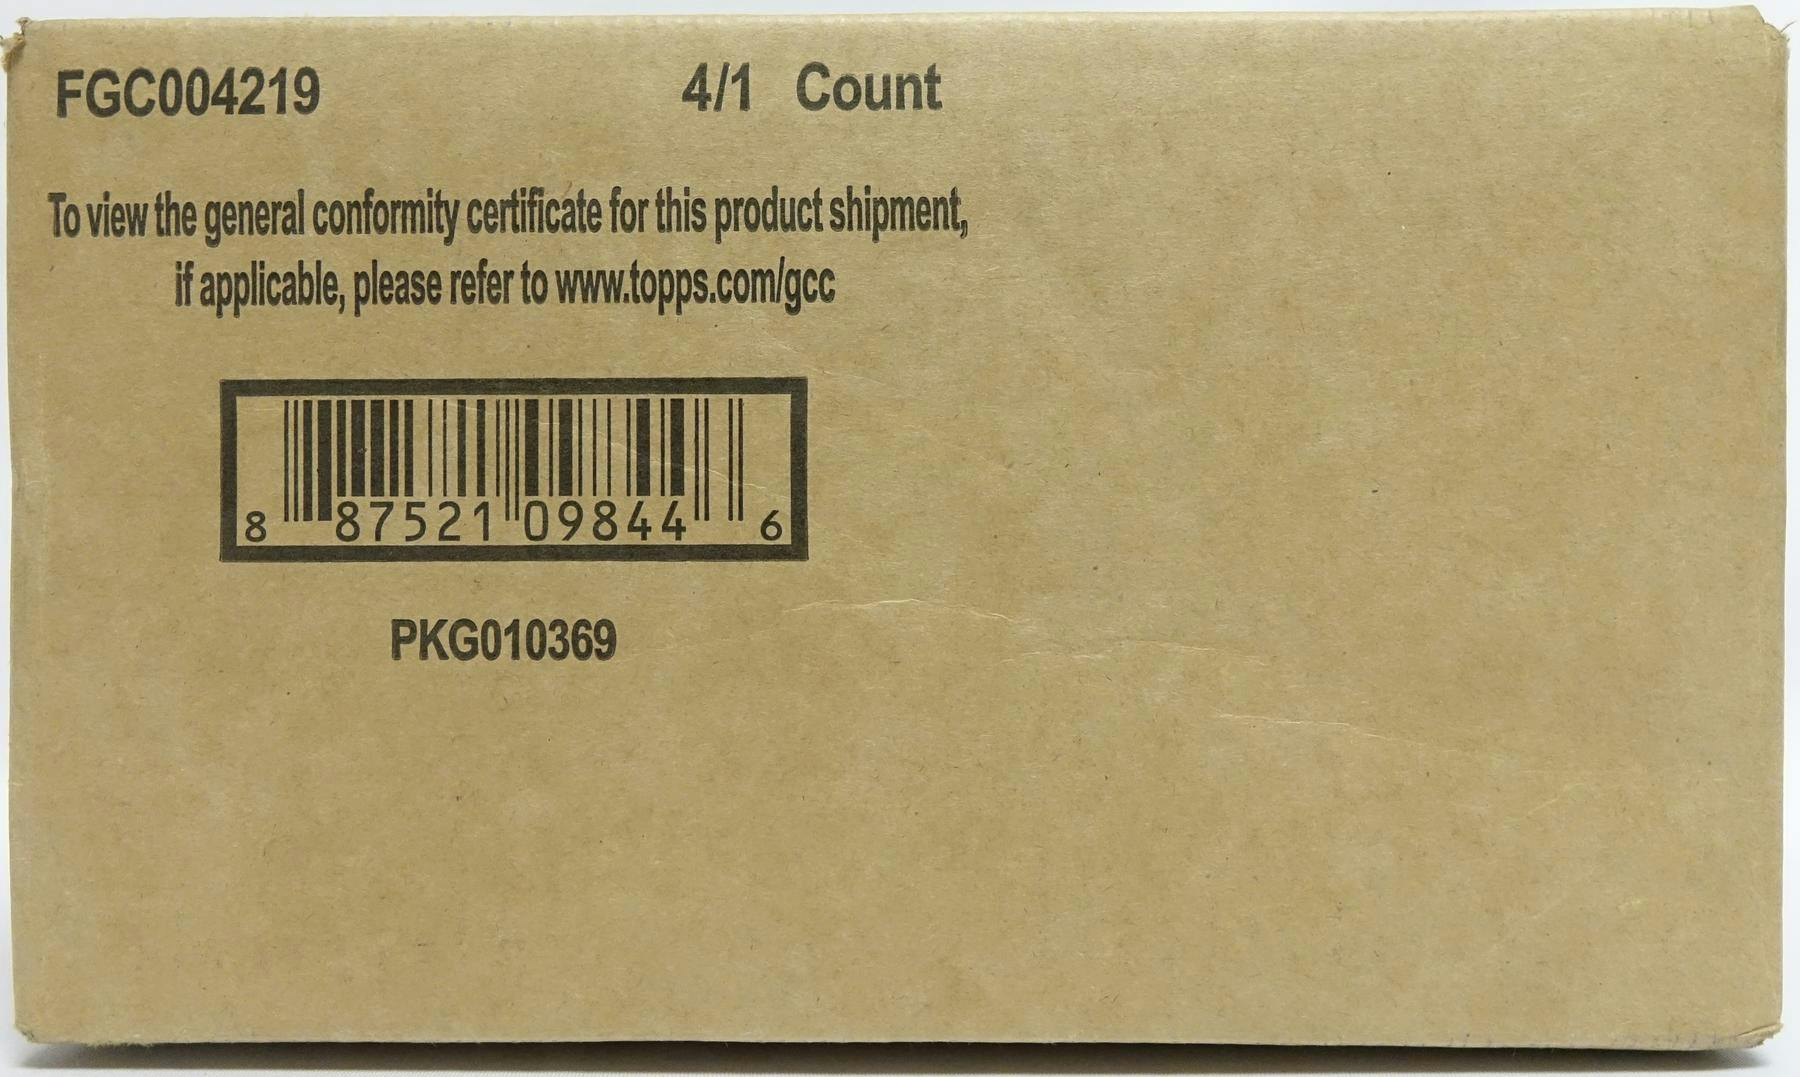 FGC004219 4/1 Count
To view the general conformity certificate for this product shipment,
if applicable, please refer to www.topps.com/gcc
8 87521 09844 6
PKG010369